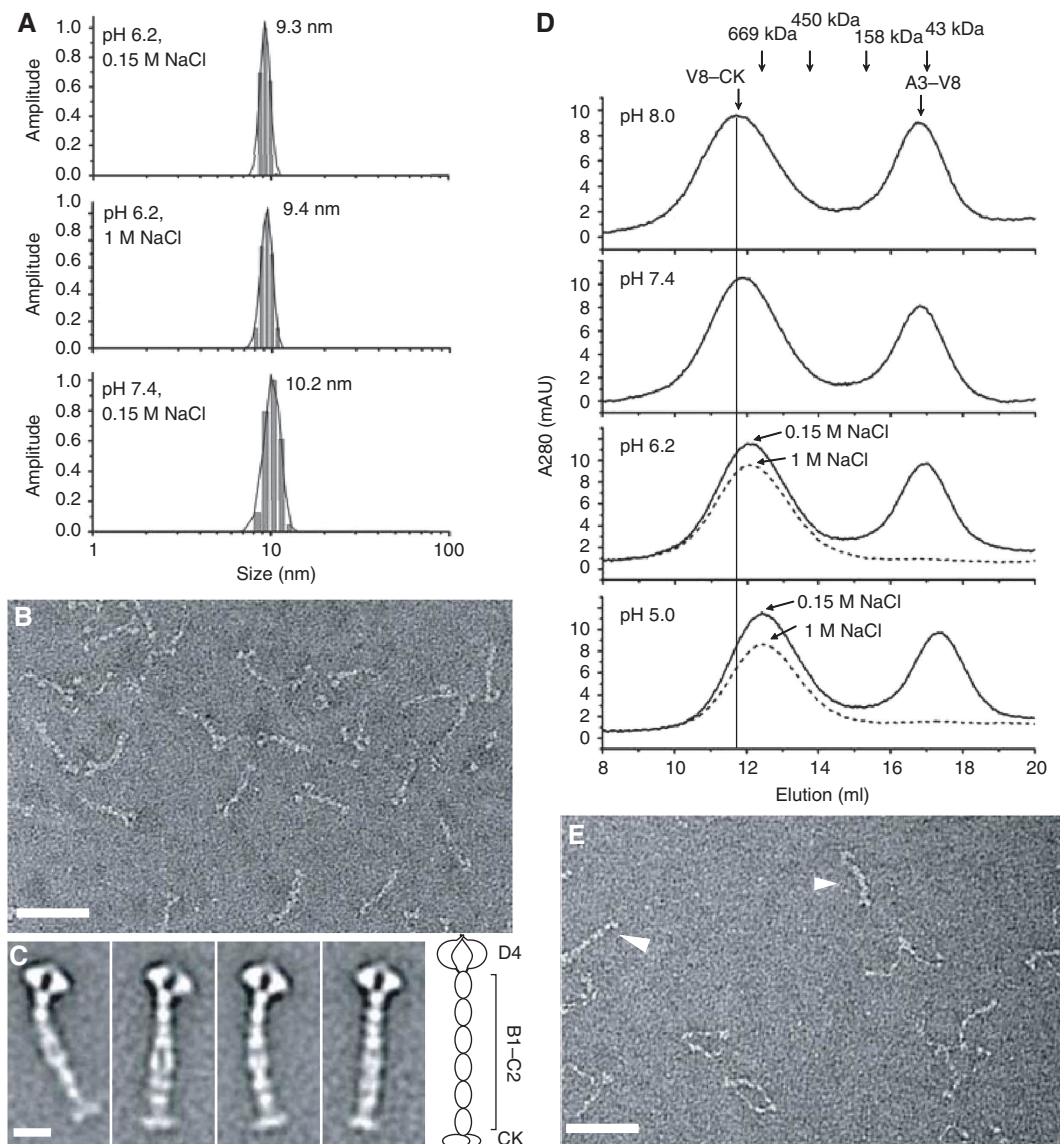 A
pH 6.2,
0.15 M NaCl
9.3 nm
Amplitude
1.0
0.8
0.6
0.4
0.2
0.0
pH 6.2,
1 M NaCl
9.4 nm
Amplitude
1.0
0.8
0.6
0.4
0.2
0.0
pH 7.4,
0.15 M NaCl
10.2 nm
Amplitude
1.0
0.8
0.6
0.4
0.2
0.0
1 10 100
Size (nm)
B
C
D4
B1–C2
CK
D
669 kDa
450 kDa
158 kDa
43 kDa
V8–CK
A3–V8
A280 (mAU)
pH 8.0
10
8
6
4
2
0
pH 7.4
10
8
6
4
2
0
pH 6.2
0.15 M NaCl
1 M NaCl
10
8
6
4
2
0
pH 5.0
0.15 M NaCl
1 M NaCl
10
8
6
4
2
0
8 10 12 14 16 18 20
Elution (ml)
E